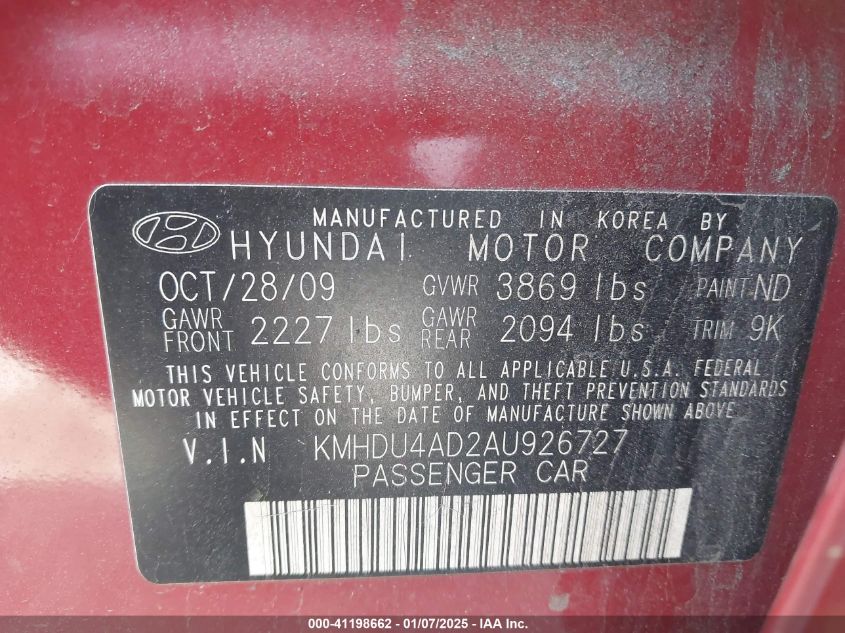 MANUFACTURED IN KOREA BY
HYUNDAI MOTOR COMPANY
OCT/28/09 GVWR 3869 lbs PAINT ND
GAWR FRONT 2227 lbs GAWR REAR 2094 lbs TRIM 9K
THIS VEHICLE CONFORMS TO ALL APPLICABLE U.S.A. FEDERAL
MOTOR VEHICLE SAFETY, BUMPER, AND THEFT PREVENTION STANDARDS
IN EFFECT ON THE DATE OF MANUFACTURE SHOWN ABOVE.
V.I.N KMHDU4AD2AU926727
PASSENGER CAR
000-41198662 - 01/07/2025 - IAA Inc.